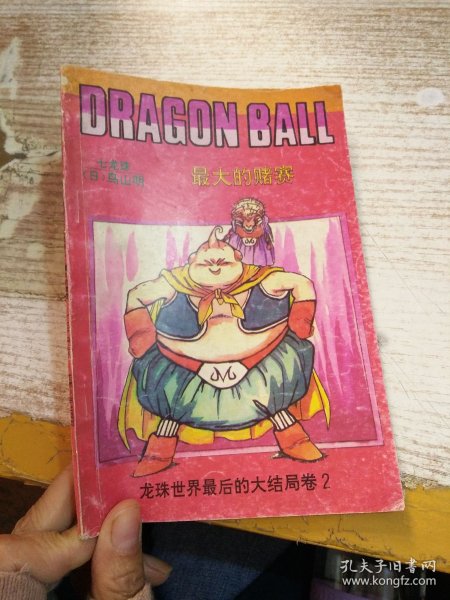 DRAGON BALL
七龙珠
(日)鸟山明
最大的赌赛
M
龙珠世界最后的大结局卷2
孔夫子旧书网
www.kongfz.com